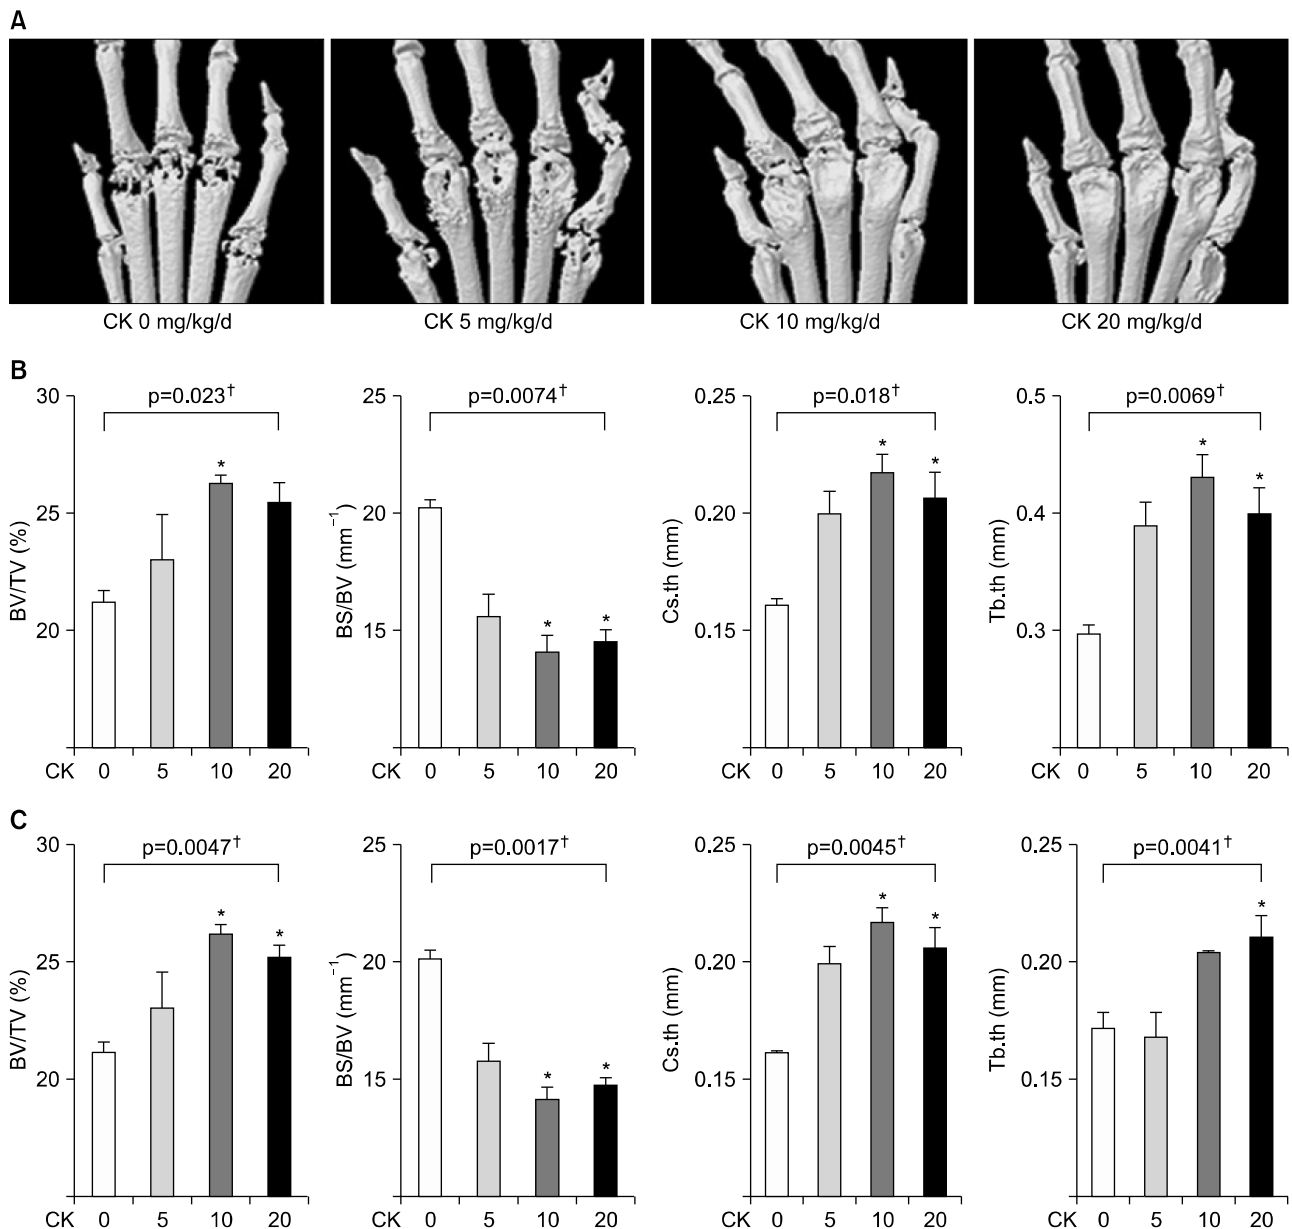 A
CK 0 mg/kg/d
CK 5 mg/kg/d
CK 10 mg/kg/d
CK 20 mg/kg/d
B
BV/TV (%)
30
25
20
p=0.023†
*
CK 0 5 10 20
BS/BV (mm⁻¹)
25
20
15
p=0.0074†
* *
CK 0 5 10 20
Cs.th (mm)
0.25
0.20
0.15
p=0.018†
* *
CK 0 5 10 20
Tb.th (mm)
0.5
0.4
0.3
p=0.0069†
* *
CK 0 5 10 20
C
BV/TV (%)
30
25
20
p=0.0047†
* *
CK 0 5 10 20
BS/BV (mm⁻¹)
25
20
15
p=0.0017†
* *
CK 0 5 10 20
Cs.th (mm)
0.25
0.20
0.15
p=0.0045†
* *
CK 0 5 10 20
Tb.th (mm)
0.25
0.20
0.15
p=0.0041†
*
CK 0 5 10 20